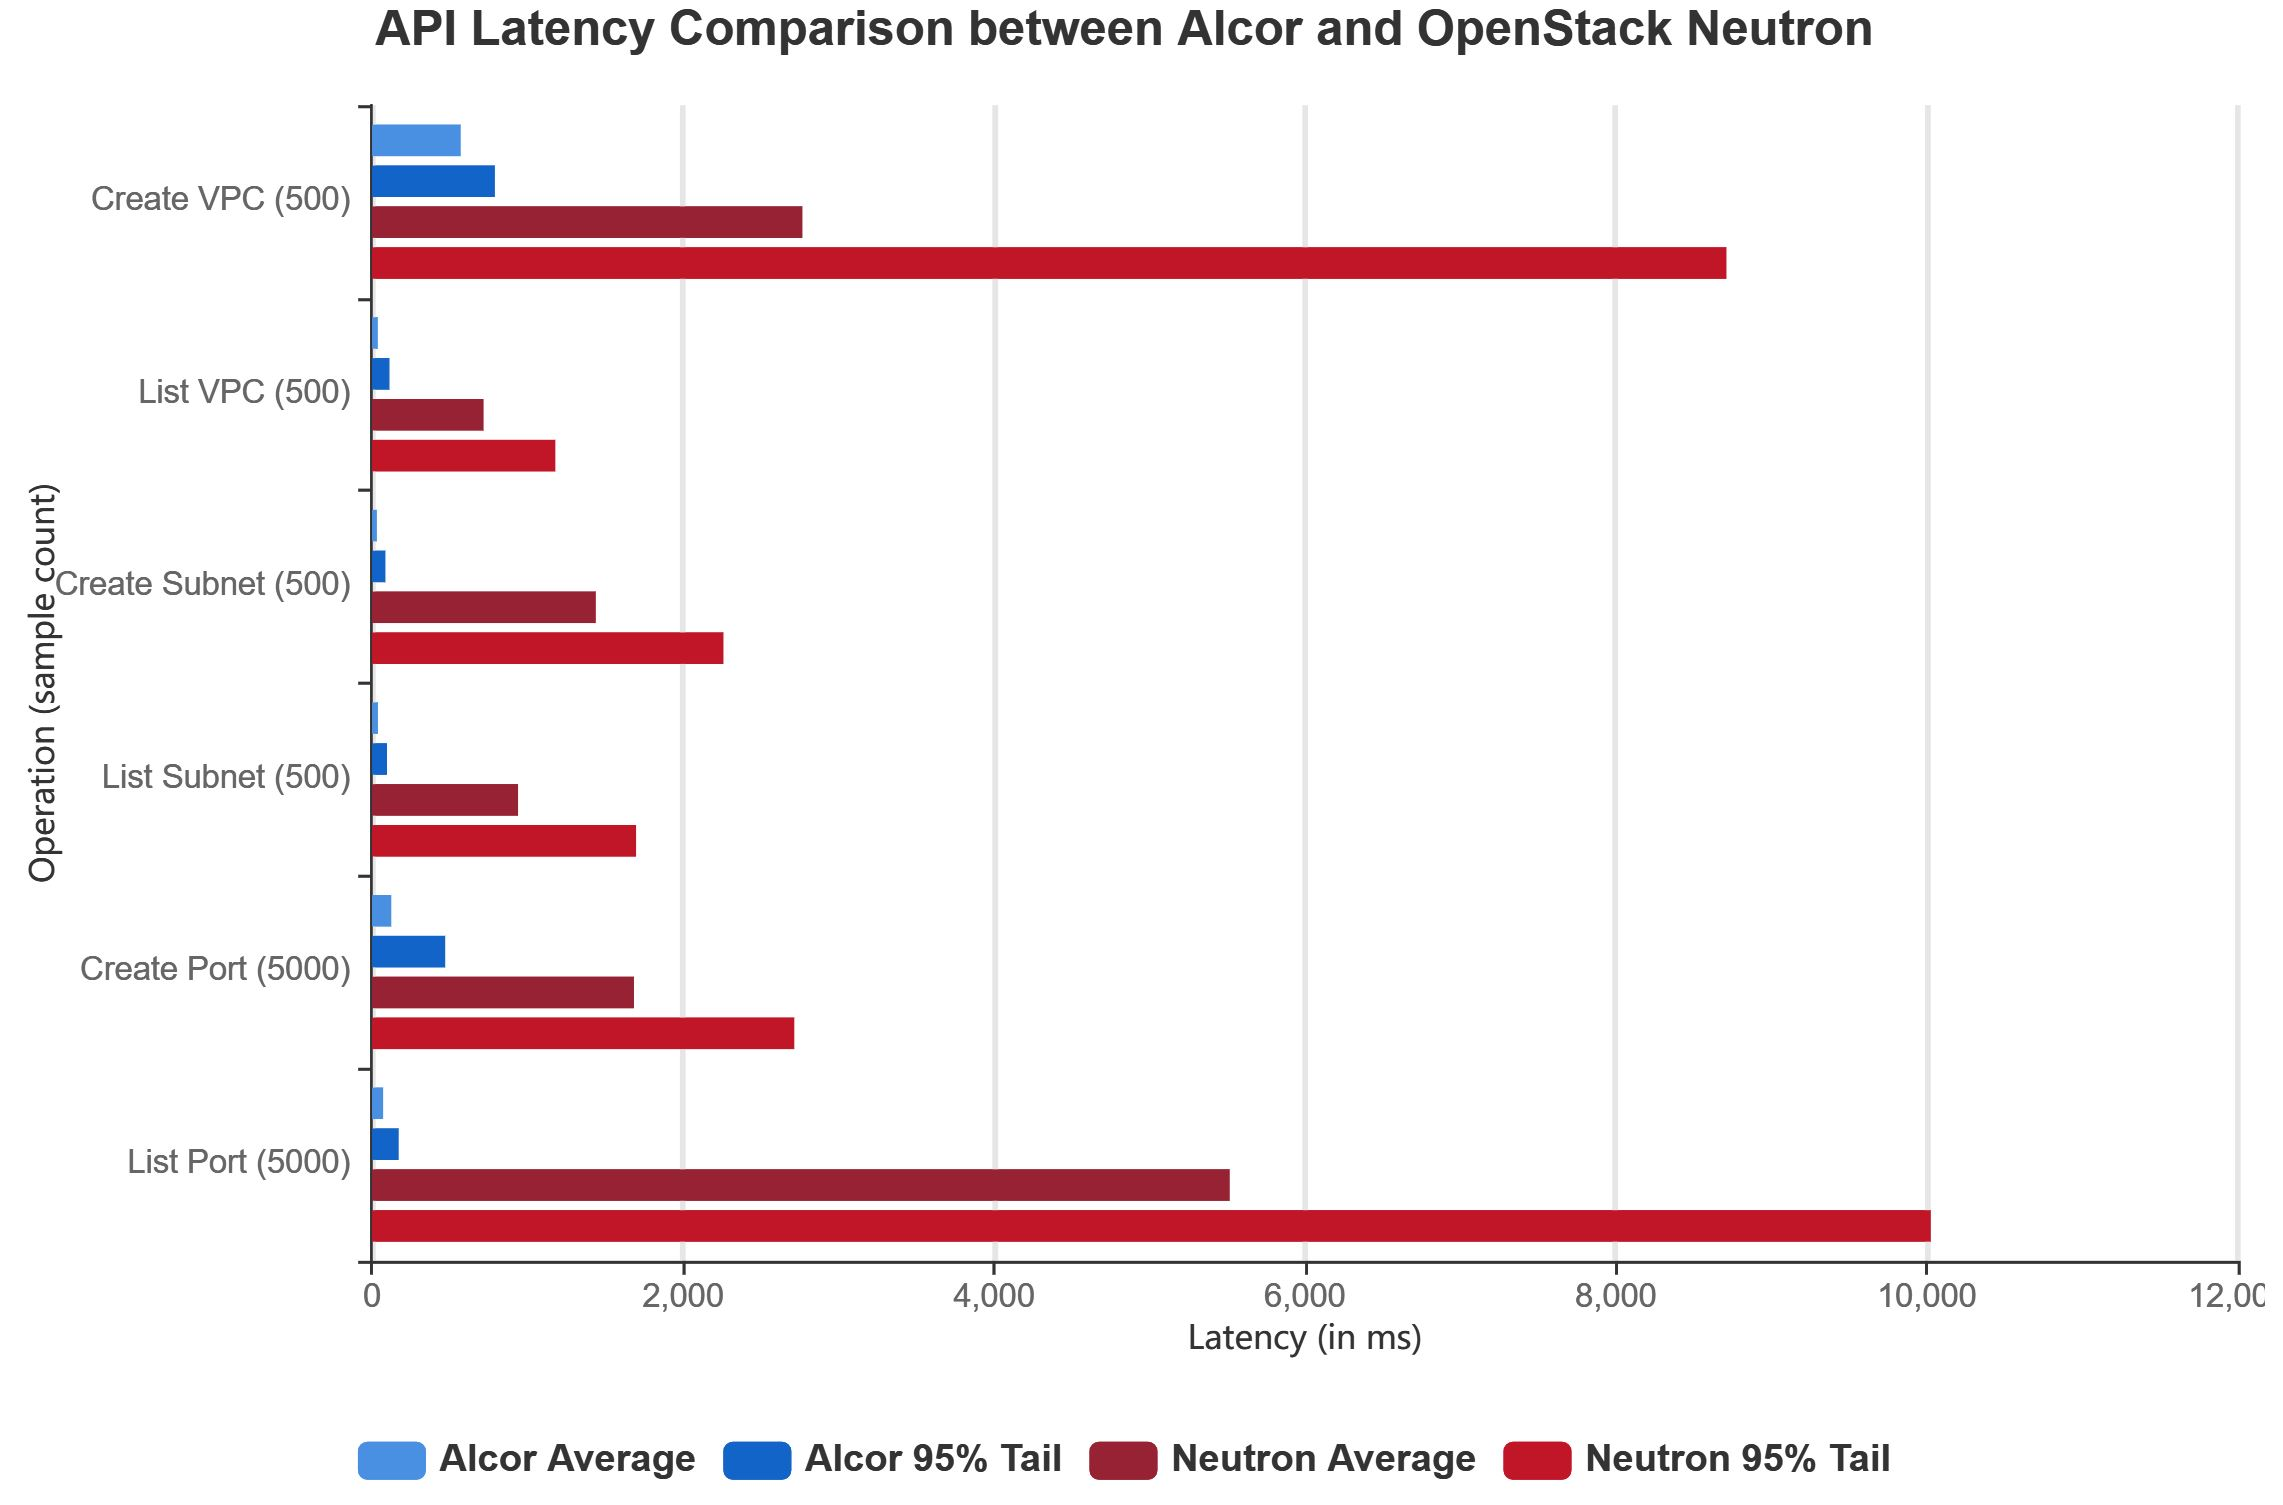 API Latency Comparison between Alcor and OpenStack Neutron
Create VPC (500)
List VPC (500)
Create Subnet (500)
List Subnet (500)
Create Port (5000)
List Port (5000)
Operation (sample count)
0 2,000 4,000 6,000 8,000 10,000 12,00
Latency (in ms)
Alcor Average Alcor 95% Tail Neutron Average Neutron 95% Tail